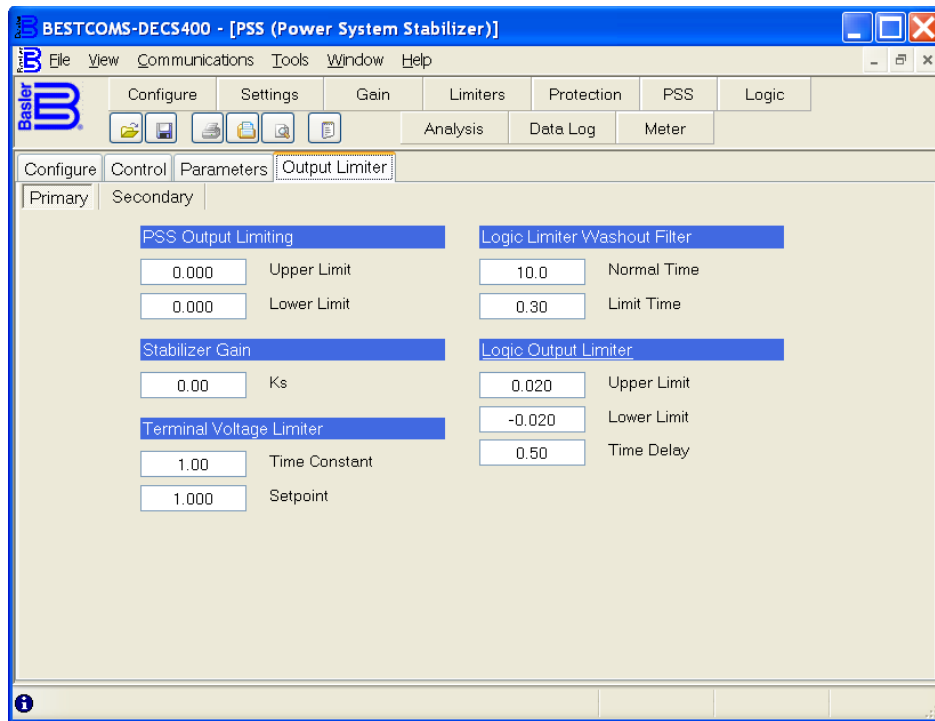 BESTCOMS-DECS400 - [PSS (Power System Stabilizer)]
File View Communications Tools Window Help
Basler
Configure Settings Gain Limiters Protection PSS Logic
Analysis Data Log Meter
Configure Control Parameters Output Limiter
Primary Secondary
PSS Output Limiting
0.000 Upper Limit
0.000 Lower Limit
Stabilizer Gain
0.00 Ks
Terminal Voltage Limiter
1.00 Time Constant
1.000 Setpoint
Logic Limiter Washout Filter
10.0 Normal Time
0.30 Limit Time
Logic Output Limiter
0.020 Upper Limit
-0.020 Lower Limit
0.50 Time Delay